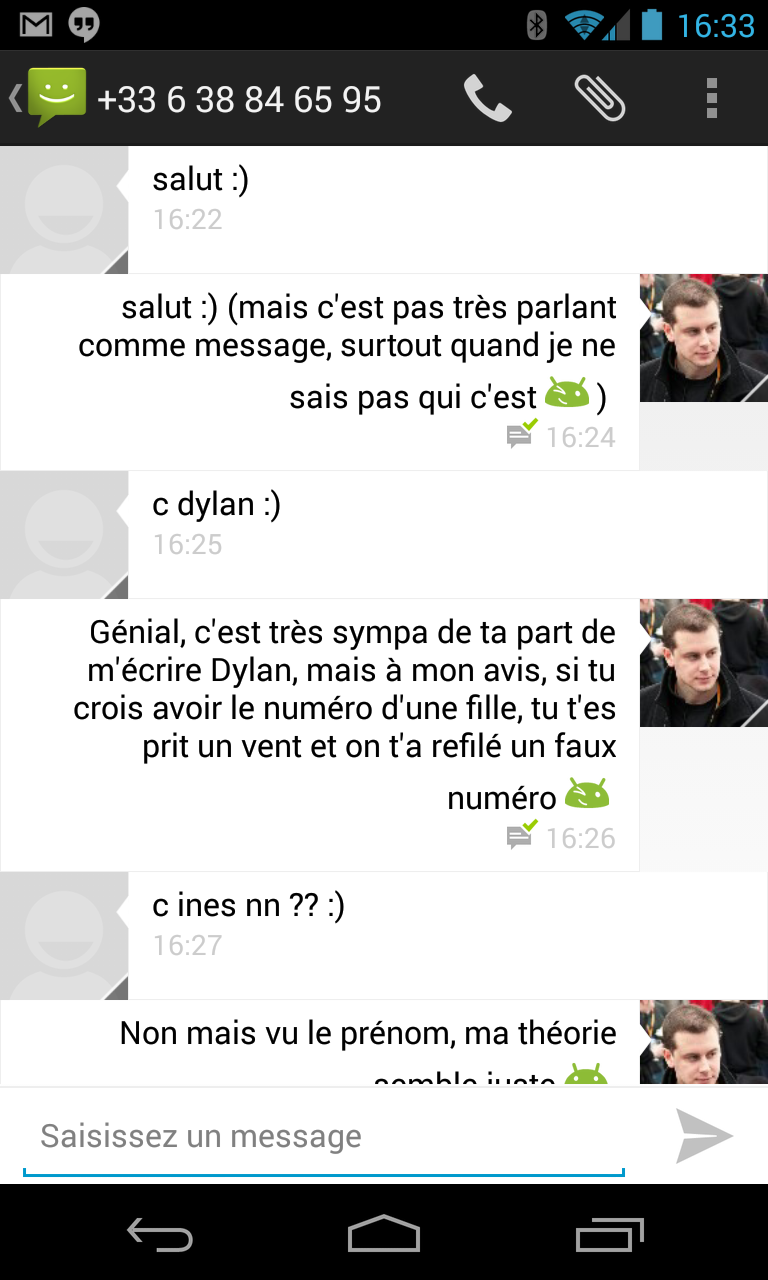 16:33
+33 6 38 84 65 95
salut :)
16:22
salut :) (mais c'est pas très parlant
comme message, surtout quand je ne
sais pas qui c'est )
16:24
c dylan :)
16:25
Génial, c'est très sympa de ta part de
m'écrire Dylan, mais à mon avis, si tu
crois avoir le numéro d'une fille, tu t'es
prit un vent et on t'a refilé un faux
numéro
16:26
c ines nn ?? :)
16:27
Non mais vu le prénom, ma théorie
semble juste
Saisissez un message